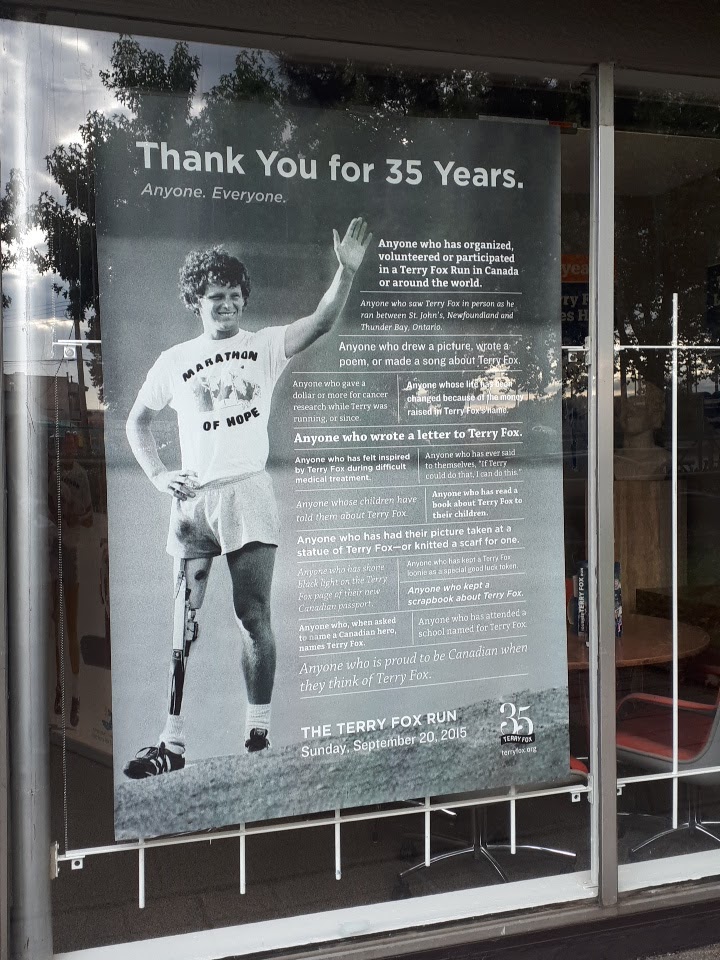 Thank You for 35 Years.
Anyone. Everyone.
MARATHON
OF HOPE
Anyone who has organized,
volunteered or participated
in a Terry Fox Run in Canada
or around the world.
Anyone who saw Terry Fox in person as he
ran between St. John's, Newfoundland and
Thunder Bay, Ontario.
Anyone who drew a picture, wrote a
poem, or made a song about Terry Fox.
Anyone who gave a
dollar or more for cancer
research while Terry was
running, or since.
Anyone whose life has been
changed because of the money
raised in Terry Fox's name.
Anyone who wrote a letter to Terry Fox.
Anyone who has felt inspired
by Terry Fox during difficult
medical treatment.
Anyone who has ever said
to themselves, "If Terry
could do that, I can do this."
Anyone whose children have
told them about Terry Fox.
Anyone who has read a
book about Terry Fox to
their children.
Anyone who has had their picture taken at a
statue of Terry Fox—or knitted a scarf for one.
Anyone who has shone
black light on the Terry
Fox page of their new
Canadian passport.
Anyone who has kept a Terry Fox
loonie as a special good luck token.
Anyone who kept a
scrapbook about Terry Fox.
Anyone who, when asked
to name a Canadian hero,
names Terry Fox.
Anyone who has attended a
school named for Terry Fox.
Anyone who is proud to be Canadian when
they think of Terry Fox.
THE TERRY FOX RUN
Sunday, September 20, 2015
35
TERRY FOX
terryfox.org
TERRY FOX